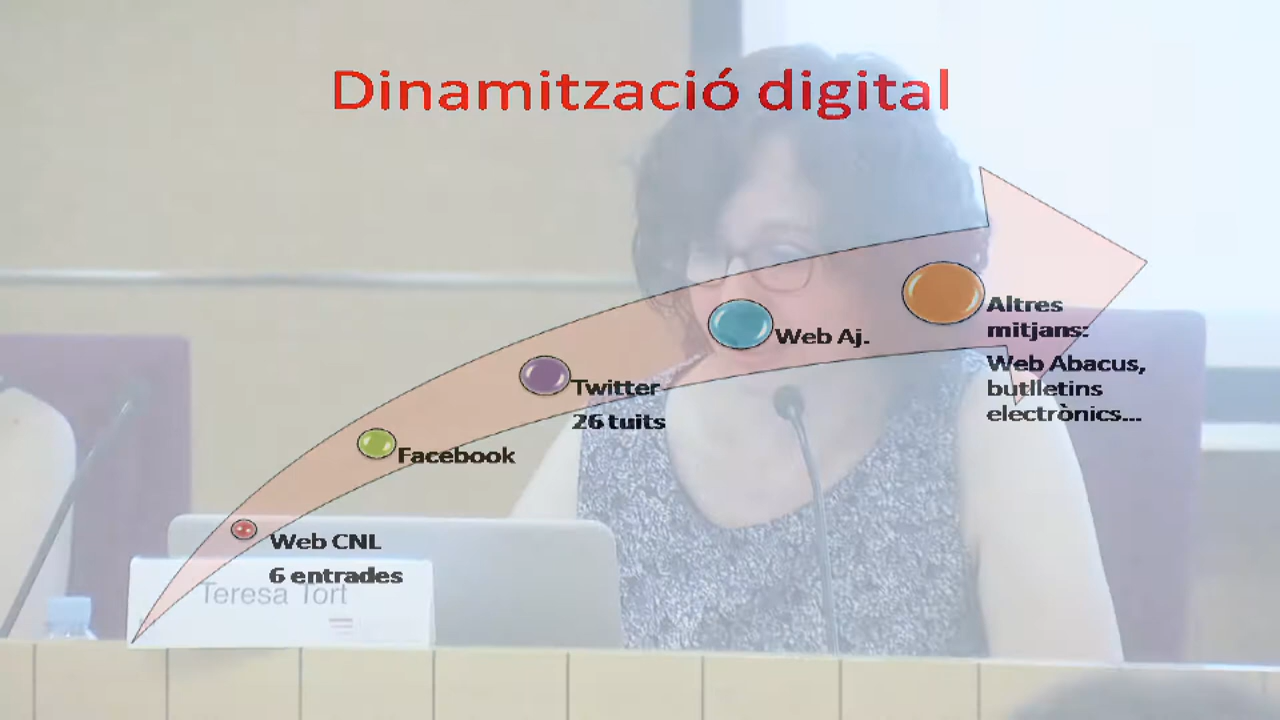 Dinamització digital
Altres
mitjans:
Web Abacus,
butlletins
electrònics...
Web Aj.
Twitter
26 tuits
Facebook
Web CNL
6 entrades
Teresa Tort